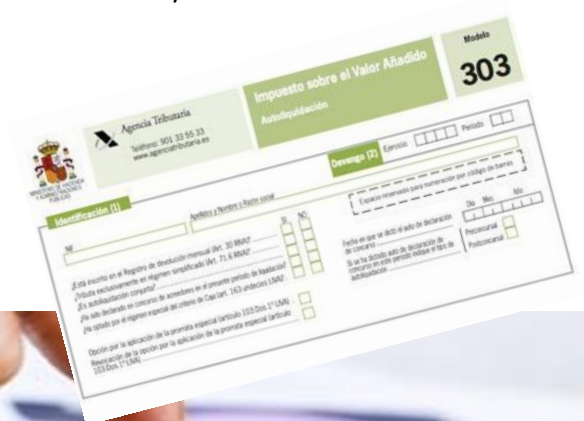 Modelo
303
Impuesto sobre el Valor Añadido
Autoliquidación
Agencia Tributaria
Teléfono: 901 33 55 33
www.agenciatributaria.es
MINISTERIO DE HACIENDA
Y ADMINISTRACIONES
PÚBLICAS
Identificación (1)
Devengo (2)
Ejercicio
Período
NIF
Apellidos y Nombre o Razón social
Espacio reservado para numeración por código de barras
SI NO
¿Está inscrito en el Registro de devolución mensual (Art. 30 RIVA)?
¿Tributa exclusivamente en régimen simplificado (Art. 71.6 RIVA)?
¿Es autoliquidación conjunta?
¿Ha sido declarado en concurso de acreedores en el presente período de liquidación?
¿Ha optado por el régimen especial del criterio de Caja (art. 163 undecies LIVA)?
Opción por la aplicación de la prorrata especial (artículo 103.Dos.1º LIVA)
Revocación de la opción por la aplicación de la prorrata especial (artículo
103.Dos.1º LIVA)
Día Mes Año
Fecha en que se dictó el auto de declaración
de concurso
Si se ha dictado auto de declaración de
concurso en este período indique el tipo de
autoliquidación
Preconcursal
Postconcursal